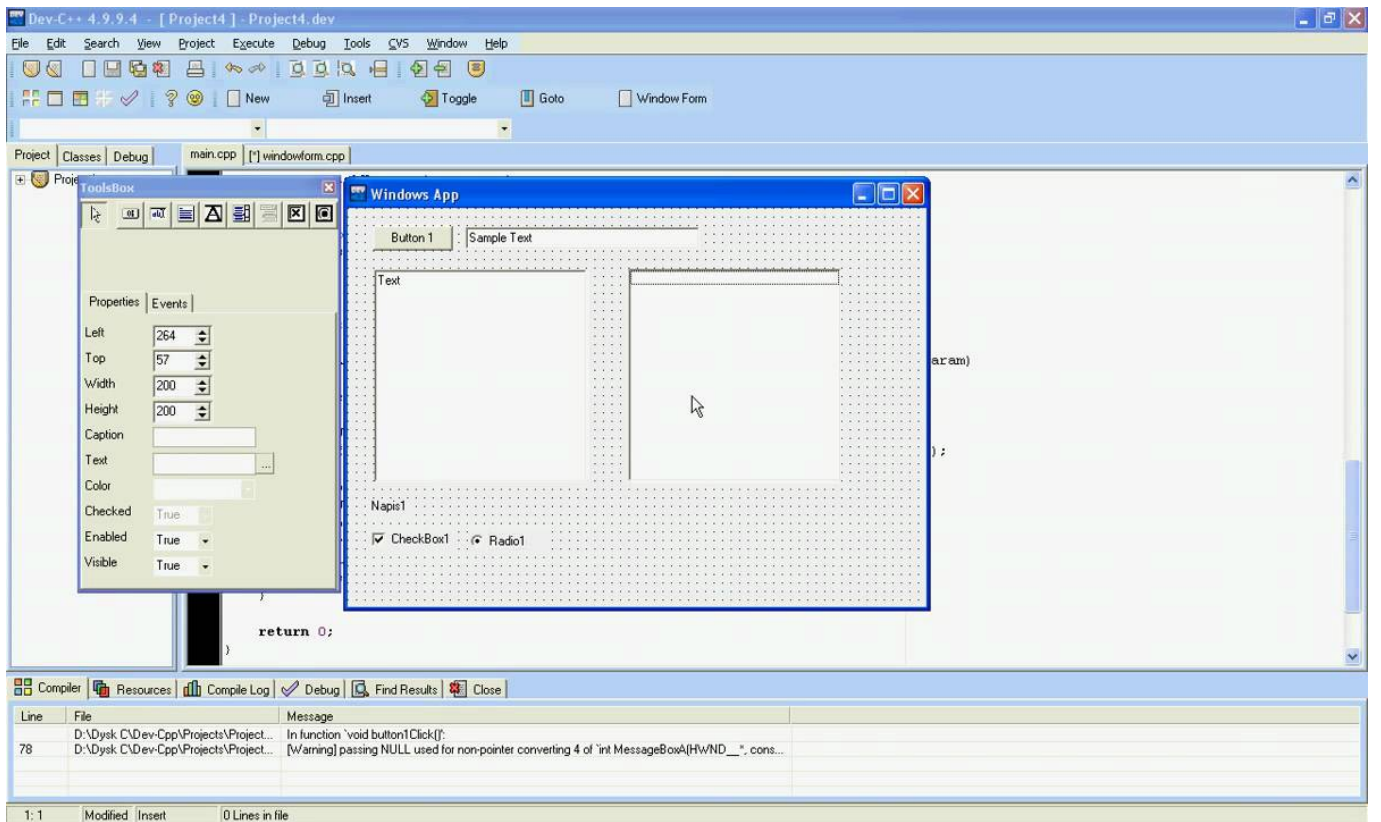 Dev-C++ 4.9.9.4 - [ Project4 ] - Project4.dev
File Edit Search View Project Execute Debug Tools CVS Window Help
New Insert Toggle Goto Window Form
Project Classes Debug main.cpp [*] windowform.cpp
ToolsBox
Windows App
Button 1 Sample Text
Text
Properties Events
Left 264
Top 57
Width 200
Height 200
Caption
Text ...
Color
Checked True
Enabled True
Visible True
Napis1
CheckBox1 Radio1
aram)
);
}
return 0;
}
Compiler Resources Compile Log Debug Find Results Close
Line File Message
D:\Dysk C\Dev-Cpp\Projects\Project... In function `void button1Click()':
78 D:\Dysk C\Dev-Cpp\Projects\Project... [Warning] passing NULL used for non-pointer converting 4 of `int MessageBoxA(HWND__*, cons...
1: 1 Modified Insert 0 Lines in file